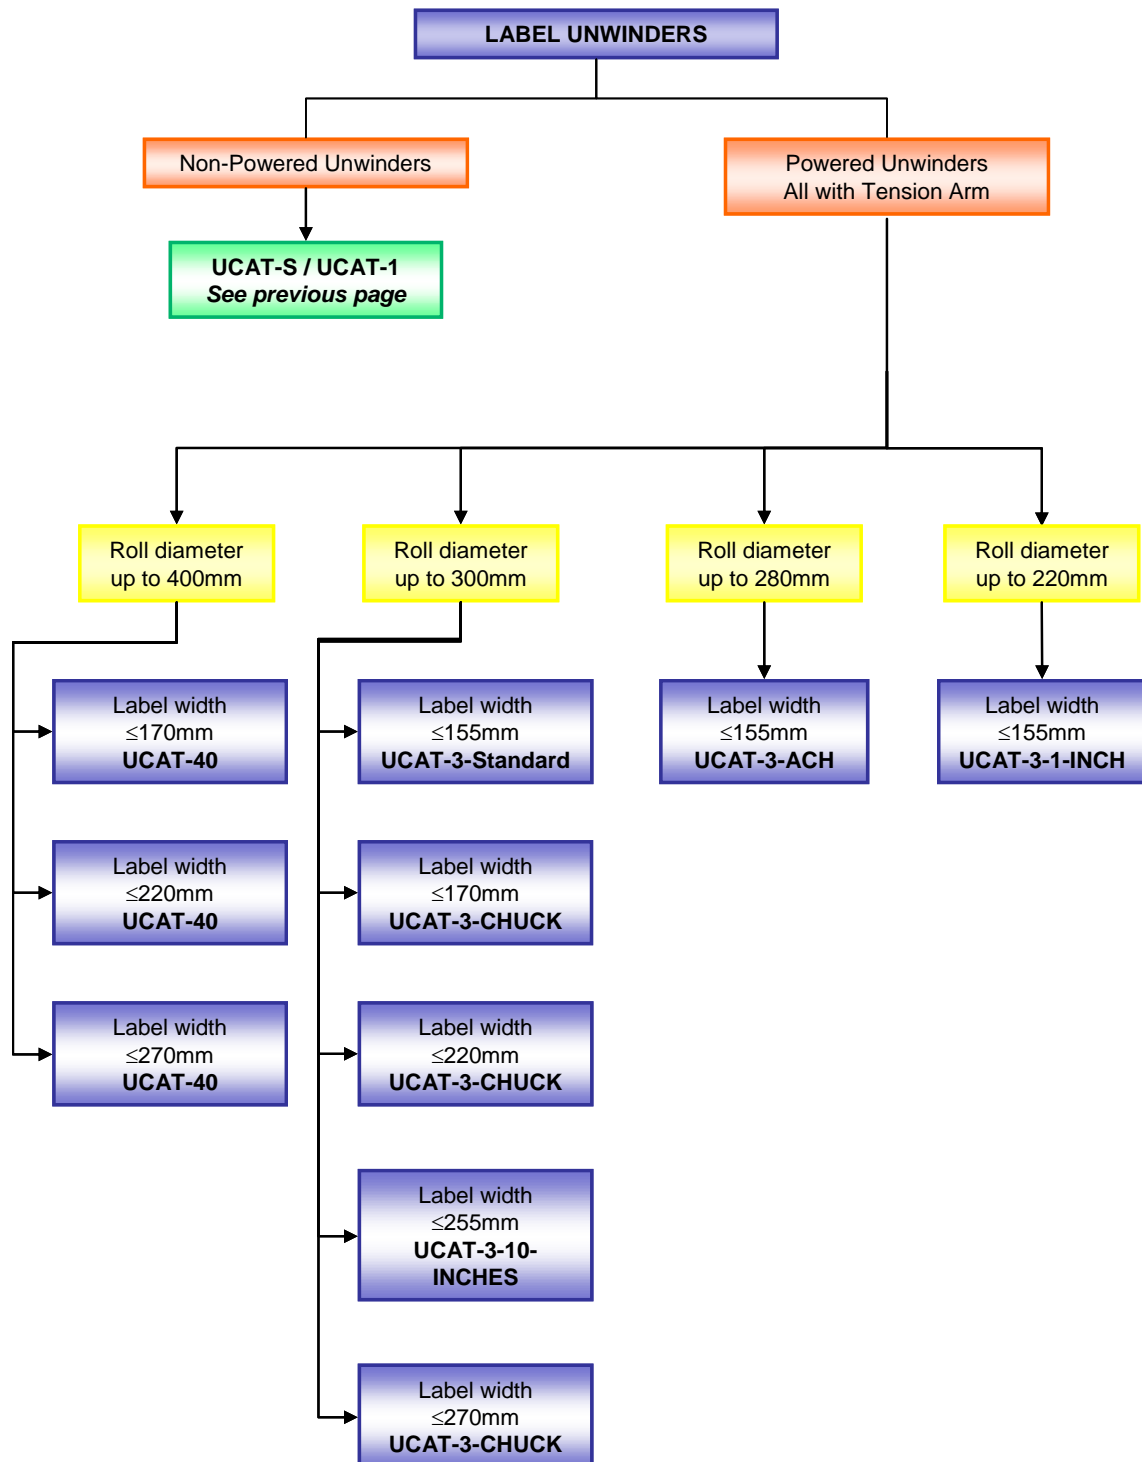 LABEL UNWINDERS
Non-Powered Unwinders
Powered Unwinders
All with Tension Arm
UCAT-S / UCAT-1
See previous page
Roll diameter
up to 400mm
Roll diameter
up to 300mm
Roll diameter
up to 280mm
Roll diameter
up to 220mm
Label width
≤170mm
UCAT-40
Label width
≤155mm
UCAT-3-Standard
Label width
≤155mm
UCAT-3-ACH
Label width
≤155mm
UCAT-3-1-INCH
Label width
≤220mm
UCAT-40
Label width
≤170mm
UCAT-3-CHUCK
Label width
≤270mm
UCAT-40
Label width
≤220mm
UCAT-3-CHUCK
Label width
≤255mm
UCAT-3-10-
INCHES
Label width
≤270mm
UCAT-3-CHUCK